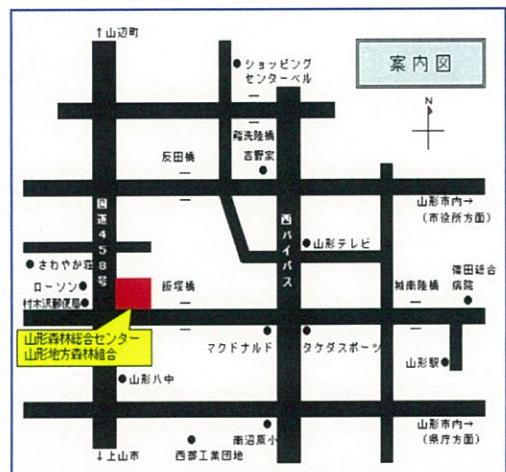 ↑山辺町
案内図
ショッピング
センターベル
N
鮨洗陸橋
反田橋
吉野家
国道458号
西バイパス
山形市内→
(市役所方面)
山形テレビ
さわやか荘
ローソン
村木沢郵便局
飯塚橋
城南陸橋
篠田総合
病院
山形森林総合センター
山形地方森林組合
マクドナルド
タケダスポーツ
山形駅
山形八中
南沼原小
山形市内→
(県庁方面)
↓上山市
西部工業団地